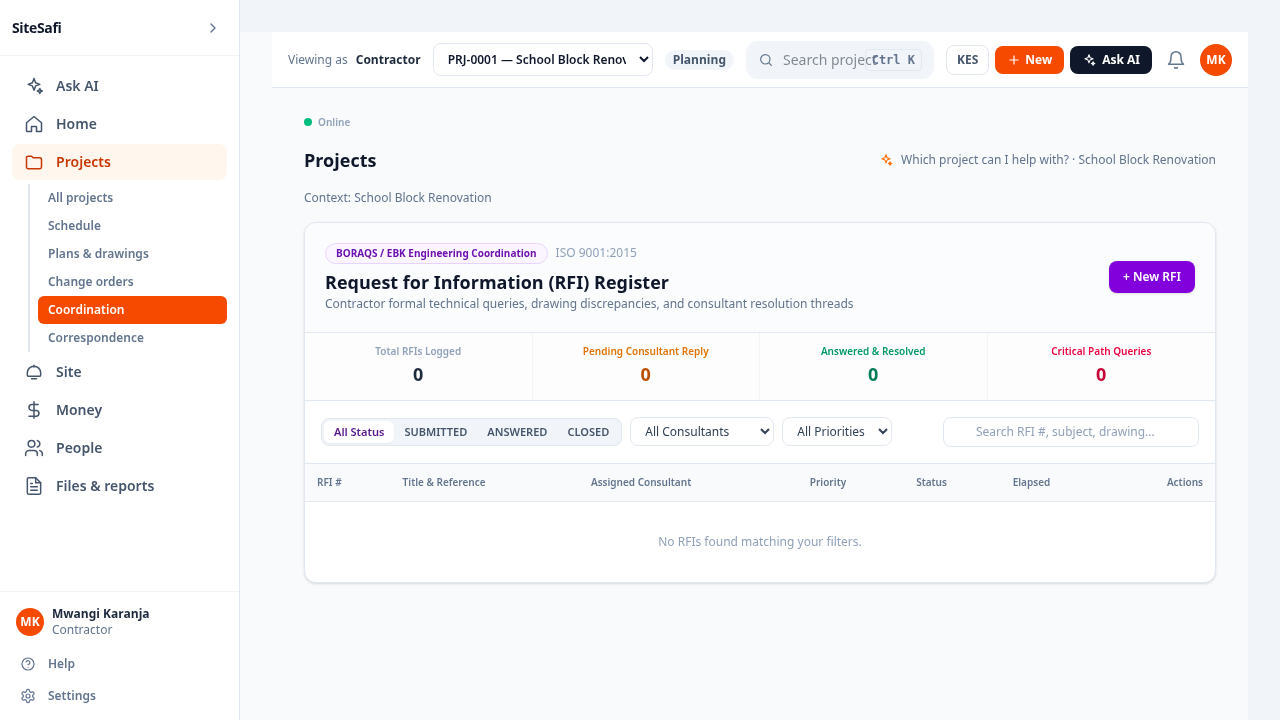 SiteSafi
Ask AI
Home
Projects
All projects
Schedule
Plans & drawings
Change orders
Coordination
Correspondence
Site
Money
People
Files & reports
MK
Mwangi Karanja
Contractor
Help
Settings
Viewing as Contractor
PRJ-0001 — School Block Renov
Planning
Search project
Ctrl K
KES
+ New
Ask AI
MK
Online
Projects
Which project can I help with? · School Block Renovation
Context: School Block Renovation
BORAQS / EBK Engineering Coordination
ISO 9001:2015
Request for Information (RFI) Register
Contractor formal technical queries, drawing discrepancies, and consultant resolution threads
+ New RFI
Total RFIs Logged
0
Pending Consultant Reply
0
Answered & Resolved
0
Critical Path Queries
0
All Status
SUBMITTED
ANSWERED
CLOSED
All Consultants
All Priorities
Search RFI #, subject, drawing...
RFI #
Title & Reference
Assigned Consultant
Priority
Status
Elapsed
Actions
No RFIs found matching your filters.